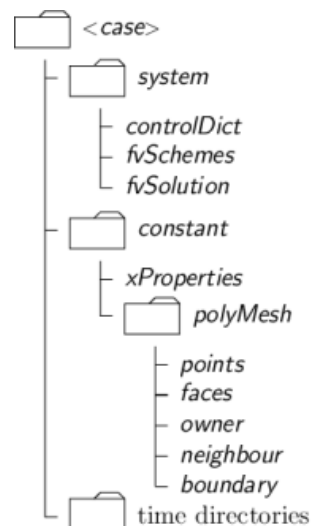 <case>
system
controlDict
fvSchemes
fvSolution
constant
xProperties
polyMesh
points
faces
owner
neighbour
boundary
time directories